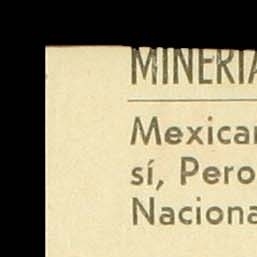 MINERIA
Mexican
sí, Pero
Naciona